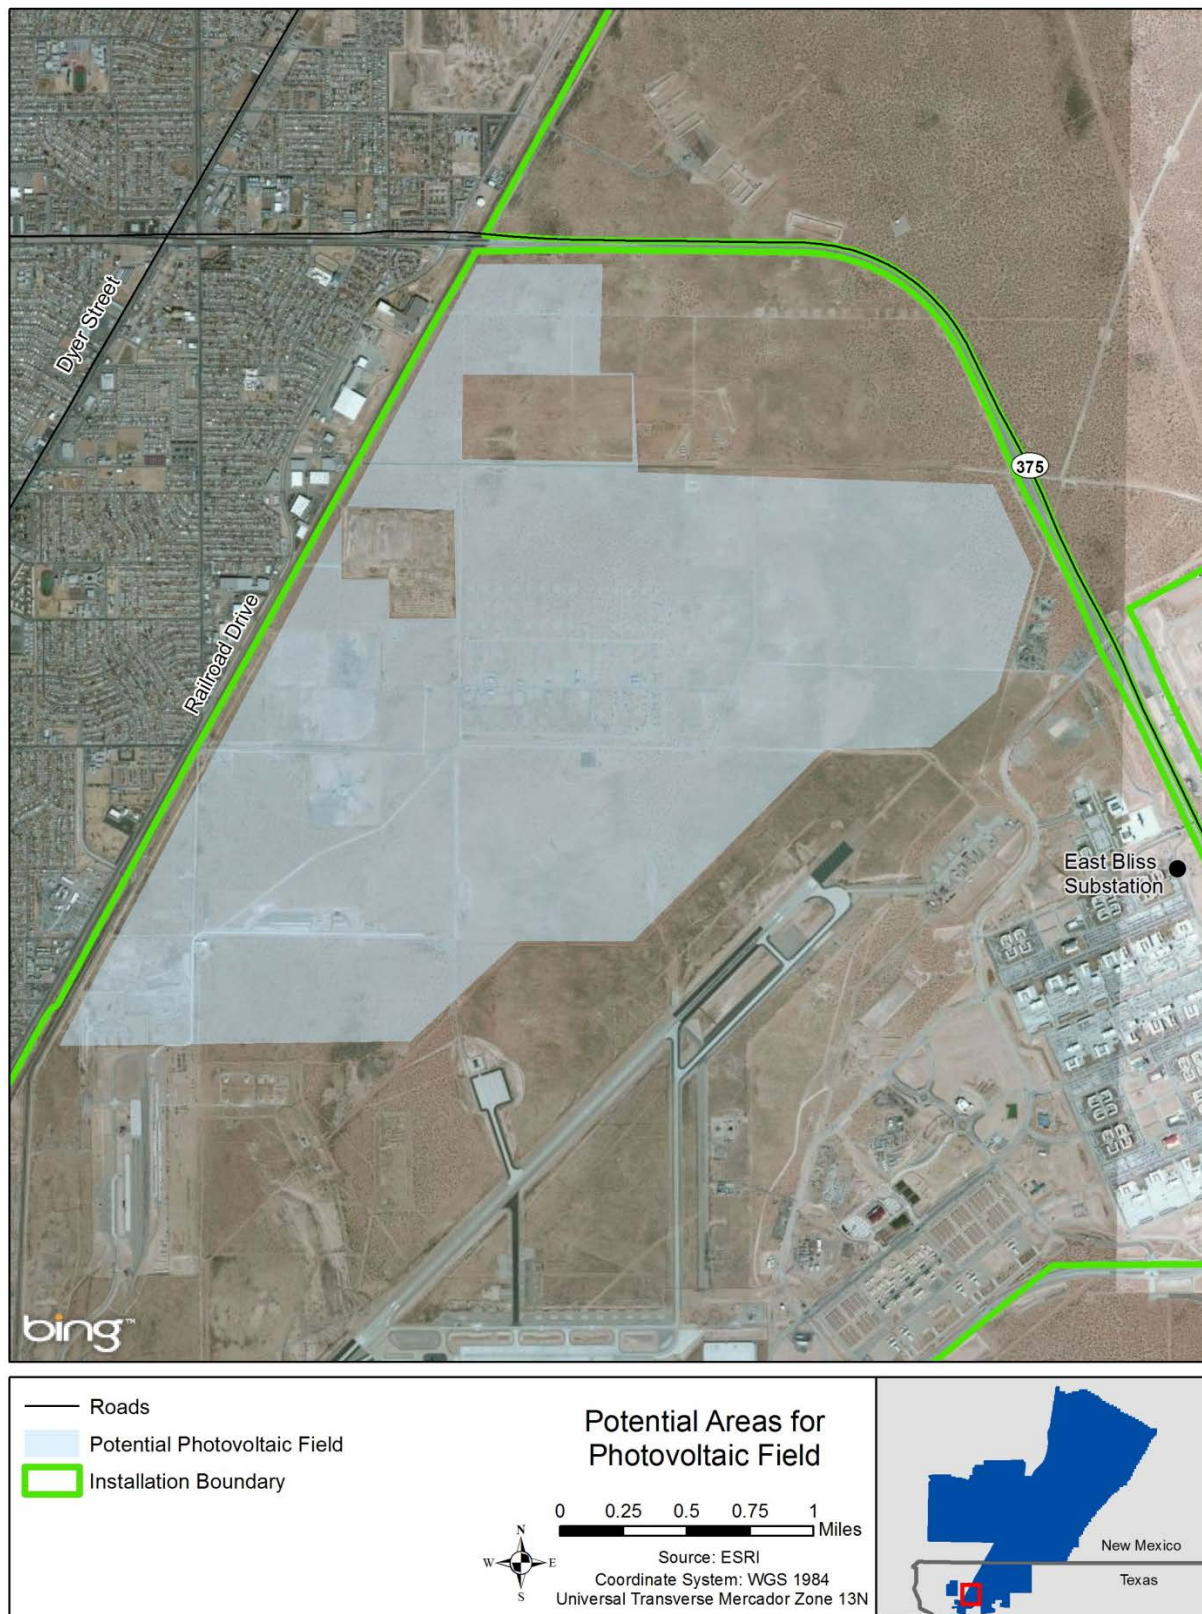 Dyer Street
375
Railroad Drive
East Bliss
Substation
bing™
Roads
Potential Photovoltaic Field
Installation Boundary
Potential Areas for
Photovoltaic Field
0 0.25 0.5 0.75 1
Miles
N
W E
S
Source: ESRI
Coordinate System: WGS 1984
Universal Transverse Mercador Zone 13N
New Mexico
Texas